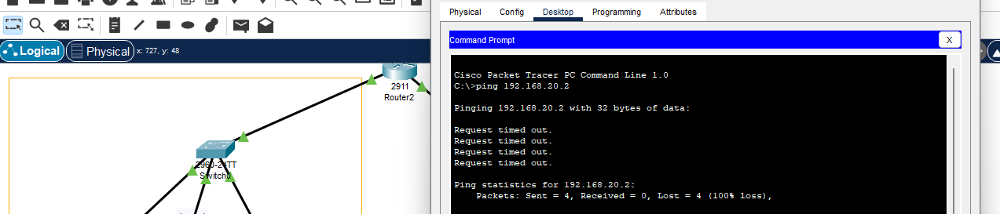 Physical Config Desktop Programming Attributes
Logical Physical x: 727, y: 48
Command Prompt
X
2911
Router2
2960-24TT
Switch0
Cisco Packet Tracer PC Command Line 1.0
C:\>ping 192.168.20.2
Pinging 192.168.20.2 with 32 bytes of data:
Request timed out.
Request timed out.
Request timed out.
Request timed out.
Ping statistics for 192.168.20.2:
Packets: Sent = 4, Received = 0, Lost = 4 (100% loss),